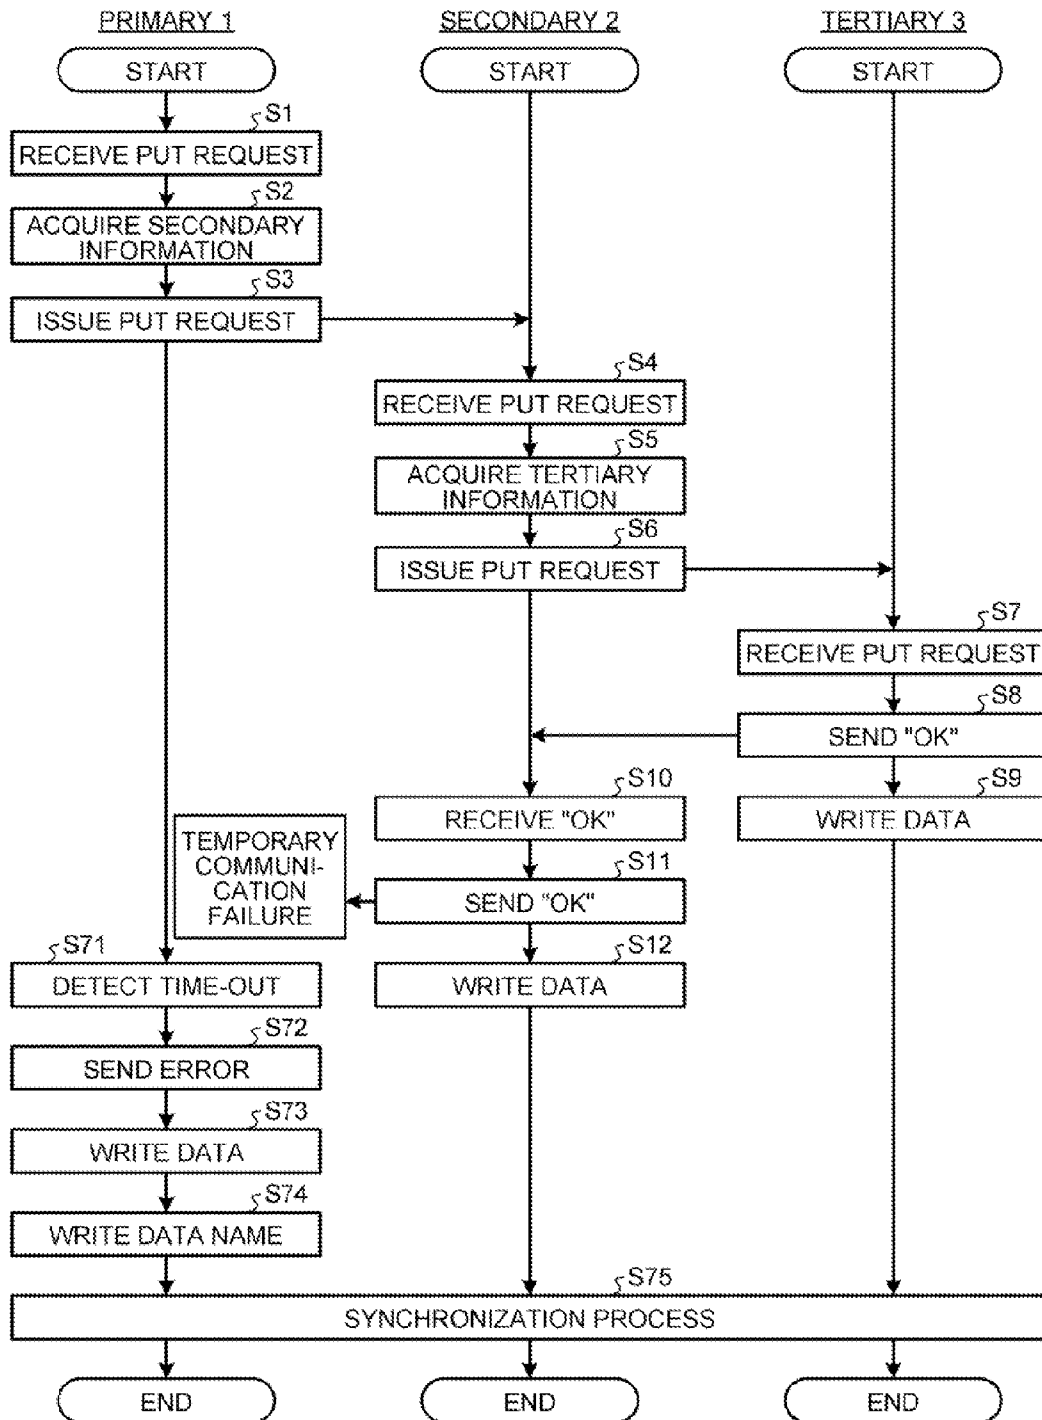 PRIMARY 1
SECONDARY 2
TERTIARY 3
START
START
START
S1
RECEIVE PUT REQUEST
S2
ACQUIRE SECONDARY
INFORMATION
S3
ISSUE PUT REQUEST
S4
RECEIVE PUT REQUEST
S5
ACQUIRE TERTIARY
INFORMATION
S6
ISSUE PUT REQUEST
S7
RECEIVE PUT REQUEST
S8
SEND "OK"
S10
RECEIVE "OK"
S9
WRITE DATA
TEMPORARY
COMMUNI-
CATION
FAILURE
S11
SEND "OK"
S71
DETECT TIME-OUT
S12
WRITE DATA
S72
SEND ERROR
S73
WRITE DATA
S74
WRITE DATA NAME
S75
SYNCHRONIZATION PROCESS
END
END
END